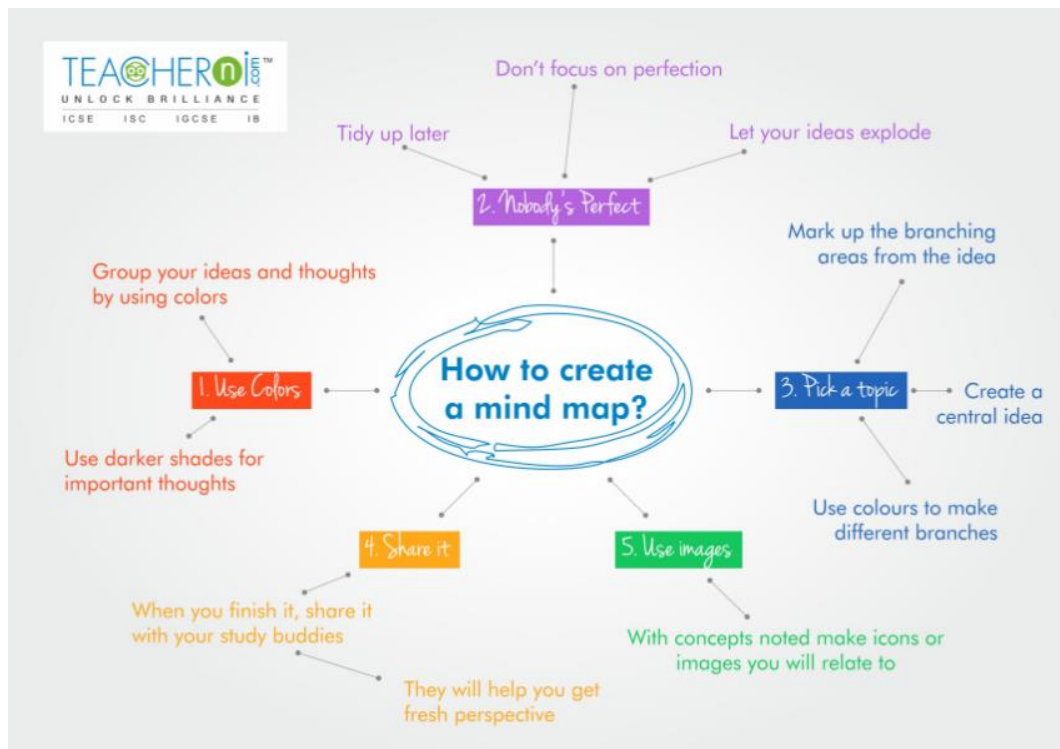 TEACHERni.com™
UNLOCK BRILLIANCE
ICSE ISC IGCSE IB
Don't focus on perfection
Tidy up later
Let your ideas explode
2. Nobody's Perfect
Mark up the branching
areas from the idea
Group your ideas and thoughts
by using colors
How to create
a mind map?
1. Use Colors
3. Pick a topic
Create a
central idea
Use darker shades for
important thoughts
Use colours to make
different branches
4. Share it
5. Use images
When you finish it, share it
with your study buddies
With concepts noted make icons or
images you will relate to
They will help you get
fresh perspective